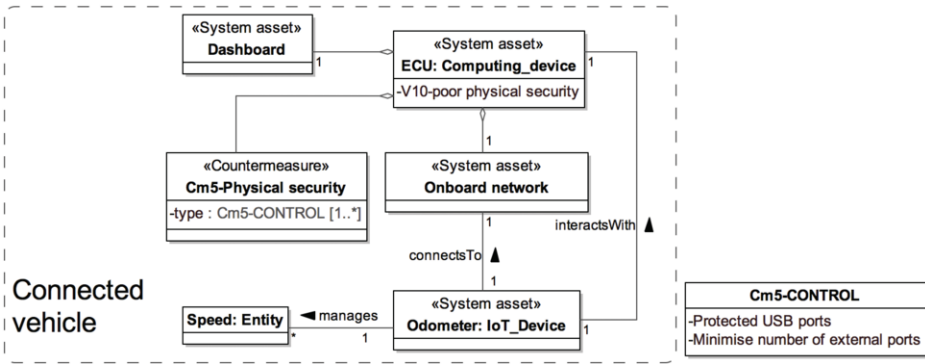 «System asset»
Dashboard
1
«System asset»
ECU: Computing_device
-V10-poor physical security
1
«Countermeasure»
Cm5-Physical security
-type : Cm5-CONTROL [1..*]
1
«System asset»
Onboard network
1
interactsWith
connectsTo
Connected
vehicle
1
«System asset»
Odometer: IoT_Device
1
manages
Speed: Entity
*
1
Cm5-CONTROL
-Protected USB ports
-Minimise number of external ports